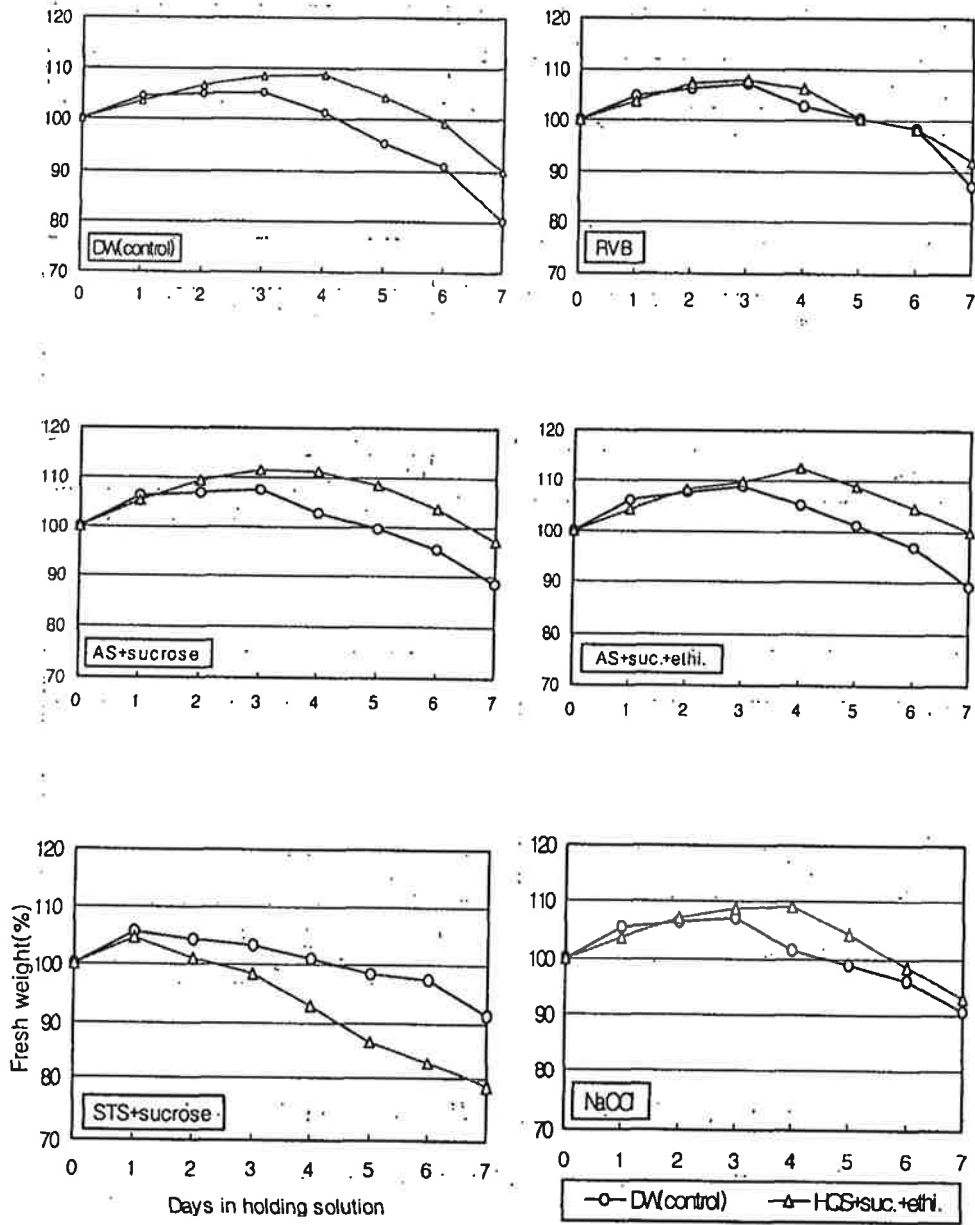 120
110
100
90
80
70
DW(control)
0 1 2 3 4 5 6 7
120
110
100
90
80
70
RVB
0 1 2 3 4 5 6 7
120
110
100
90
80
70
AS+sucrose
0 1 2 3 4 5 6 7
120
110
100
90
80
70
AS+suc.+ethi.
0 1 2 3 4 5 6 7
120
110
100
90
80
70
Fresh weight(%)
STS+sucrose
0 1 2 3 4 5 6 7
Days in holding solution
120
110
100
90
80
70
NaOCl
0 1 2 3 4 5 6 7
DW(control) HQS+suc.+ethi.